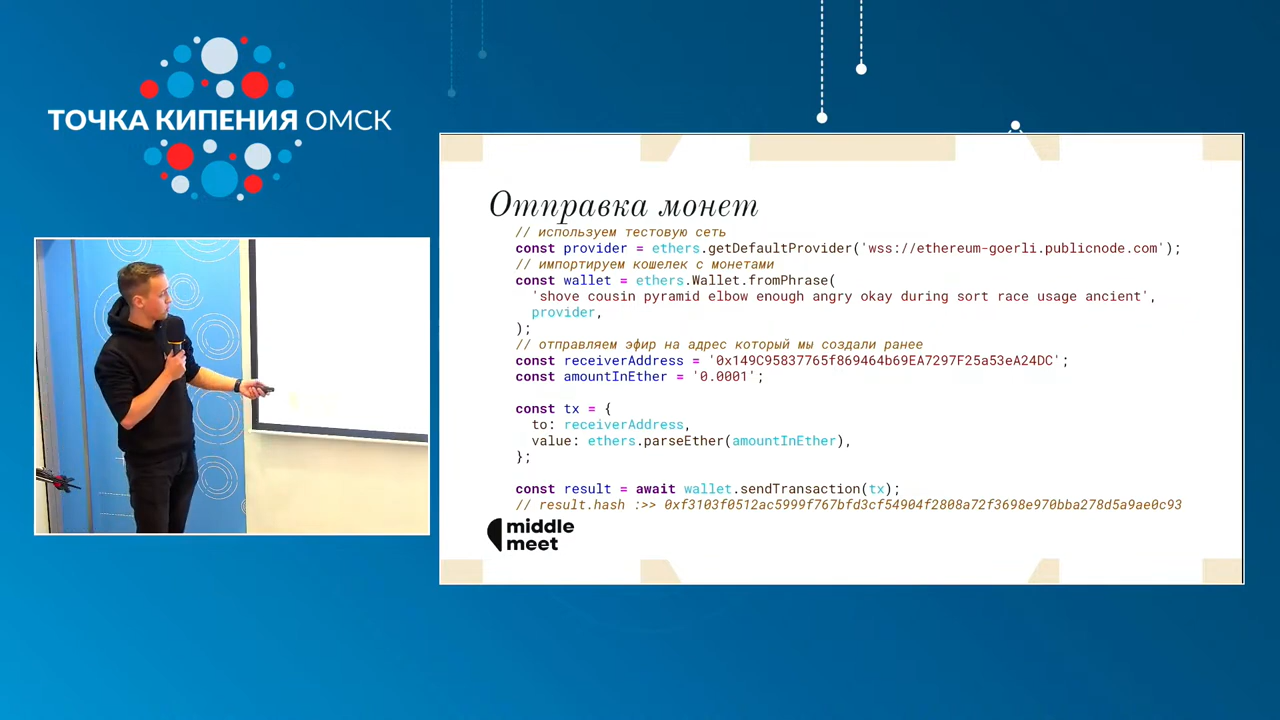 ТОЧКА КИПЕНИЯ ОМСК
Отправка монет
// используем тестовую сеть
const provider = ethers.getDefaultProvider('wss://ethereum-goerli.publicnode.com');
// импортируем кошелек с монетами
const wallet = ethers.Wallet.fromPhrase(
'shove cousin pyramid elbow enough angry okay during sort race usage ancient',
provider,
);
// отправляем эфир на адрес который мы создали ранее
const receiverAddress = '0x149C95837765f869464b69EA7297F25a53eA24DC';
const amountInEther = '0.0001';
const tx = {
to: receiverAddress,
value: ethers.parseEther(amountInEther),
};
const result = await wallet.sendTransaction(tx);
// result.hash :>> 0xf3103f0512ac5999f767bfd3cf54904f2808a72f3698e970bba278d5a9ae0c93
middle
meet